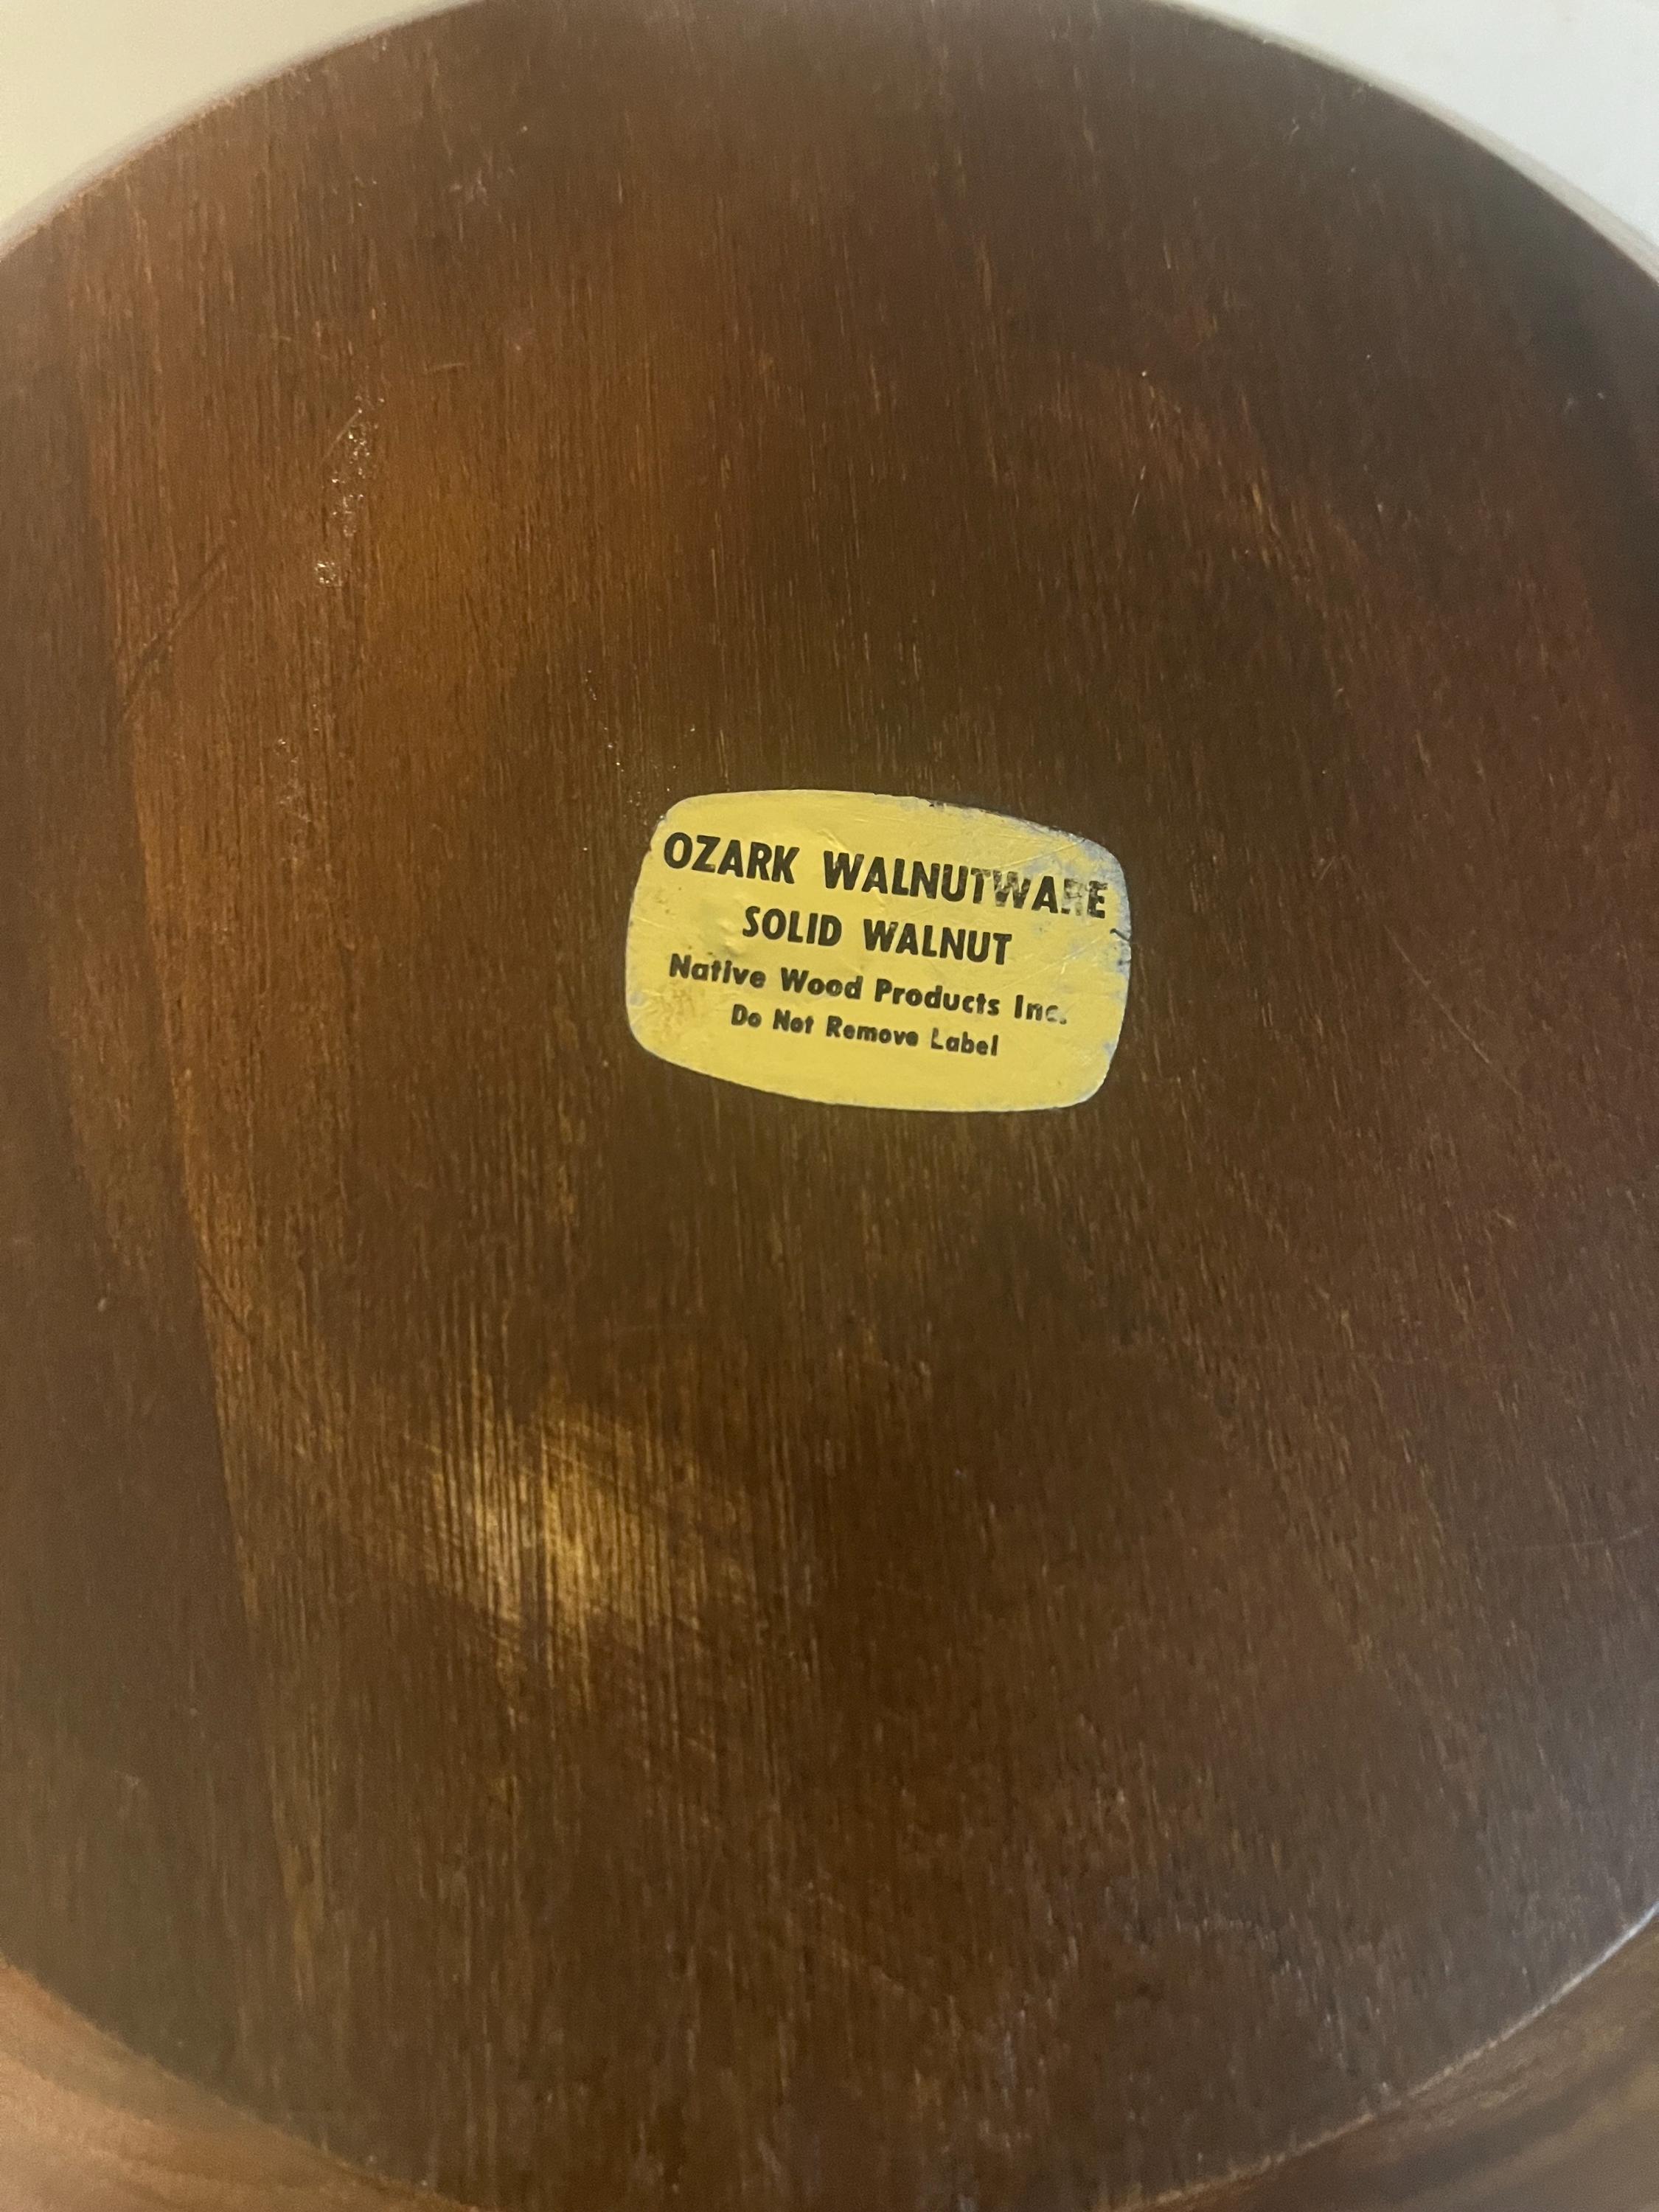 OZARK WALNUTWARE
SOLID WALNUT
Native Wood Products Inc.
Do Not Remove Label